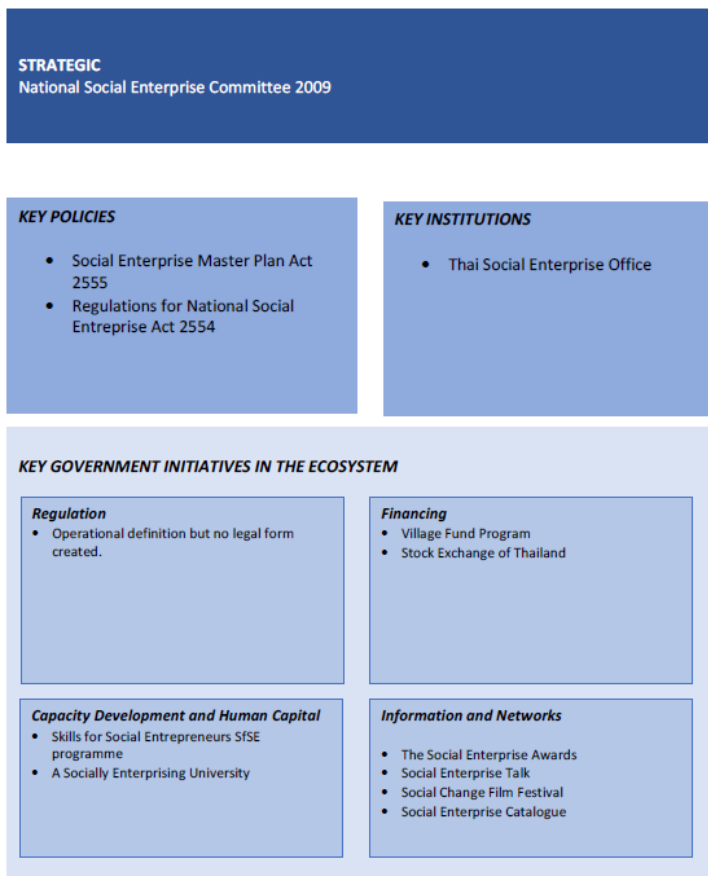 STRATEGIC
National Social Enterprise Committee 2009
KEY POLICIES
• Social Enterprise Master Plan Act
2555
• Regulations for National Social
Entreprise Act 2554
KEY INSTITUTIONS
• Thai Social Enterprise Office
KEY GOVERNMENT INITIATIVES IN THE ECOSYSTEM
Regulation
• Operational definition but no legal form
created.
Financing
• Village Fund Program
• Stock Exchange of Thailand
Capacity Development and Human Capital
• Skills for Social Entrepreneurs SfSE
programme
• A Socially Enterprising University
Information and Networks
• The Social Enterprise Awards
• Social Enterprise Talk
• Social Change Film Festival
• Social Enterprise Catalogue